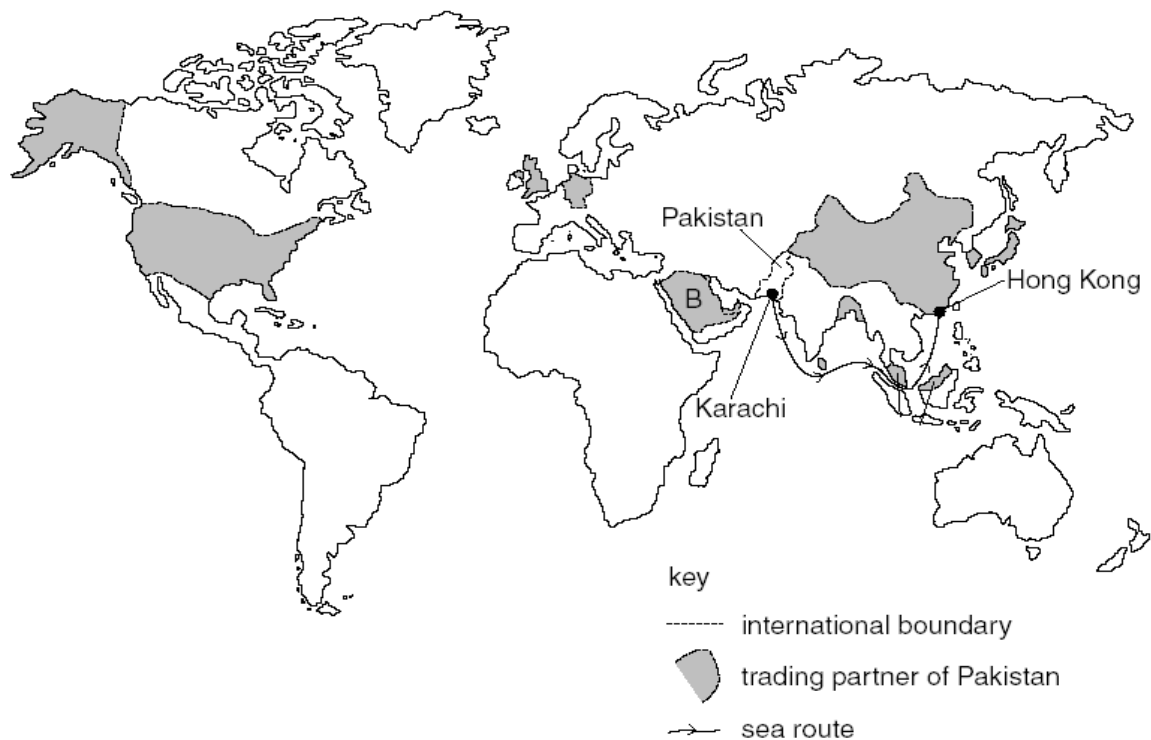 Pakistan
Hong Kong
B
Karachi
key
international boundary
trading partner of Pakistan
sea route